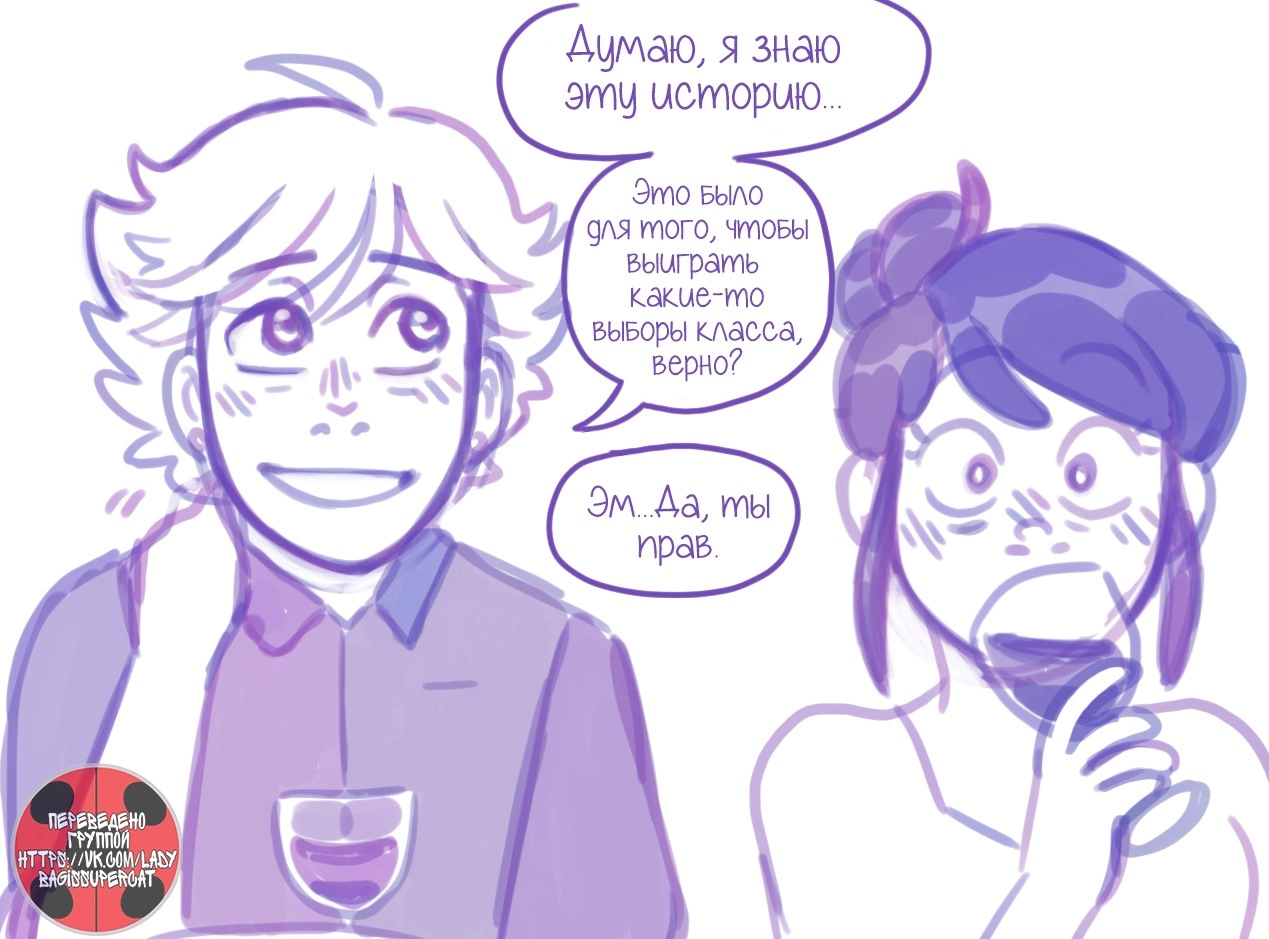 Думаю, я знаю
эту историю...
Это было
для того, чтобы
выиграть
какие-то
выборы класса,
верно?
Эм...Да, ты
прав.
ПЕРЕВЕДЕНО
ГРУППОЙ
HTTPS://VK.COM/LADY
BAGISSUPERCAT